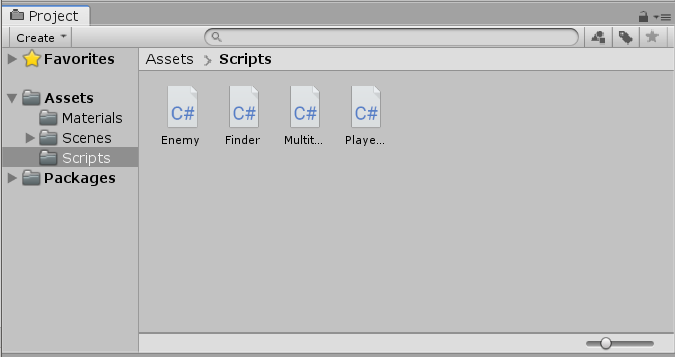 Project
Create
Favorites
Assets
Materials
Scenes
Scripts
Packages
Assets Scripts
C# C# C# C#
Enemy Finder Multit... Playe...